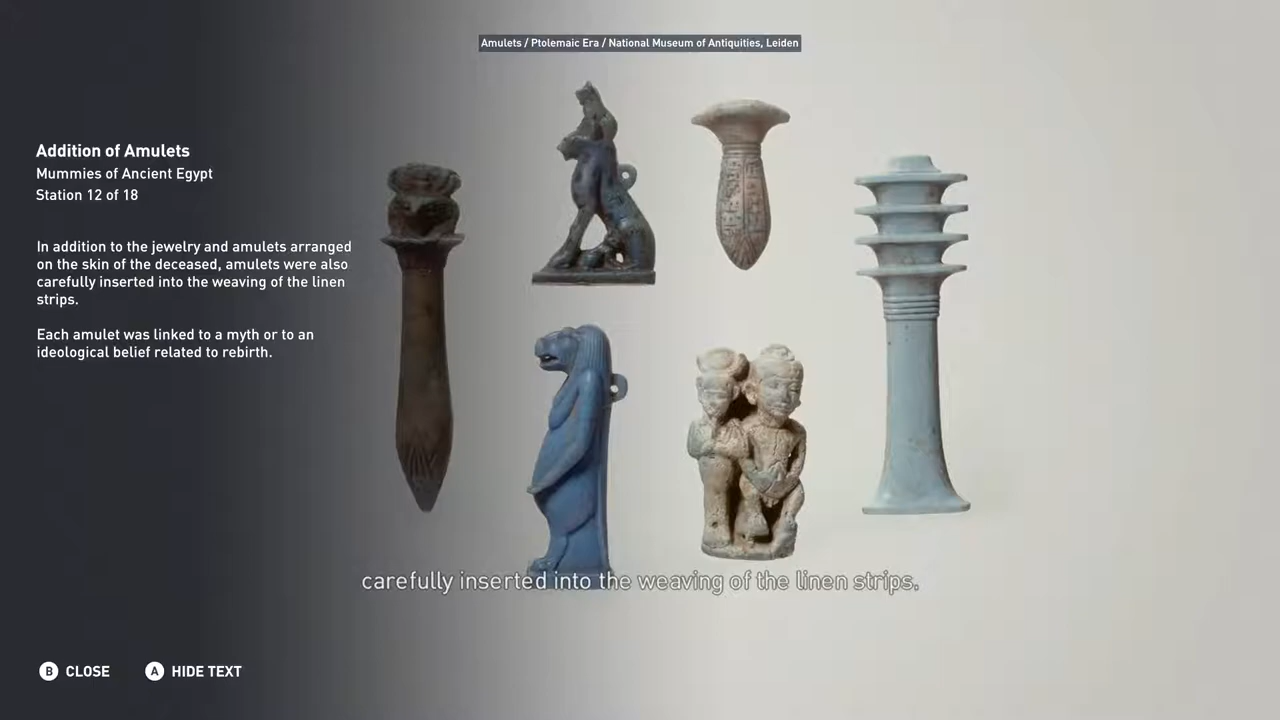 Amulets / Ptolemaic Era / National Museum of Antiquities, Leiden
Addition of Amulets
Mummies of Ancient Egypt
Station 12 of 18
In addition to the jewelry and amulets arranged
on the skin of the deceased, amulets were also
carefully inserted into the weaving of the linen
strips.
Each amulet was linked to a myth or to an
ideological belief related to rebirth.
carefully inserted into the weaving of the linen strips.
B CLOSE A HIDE TEXT